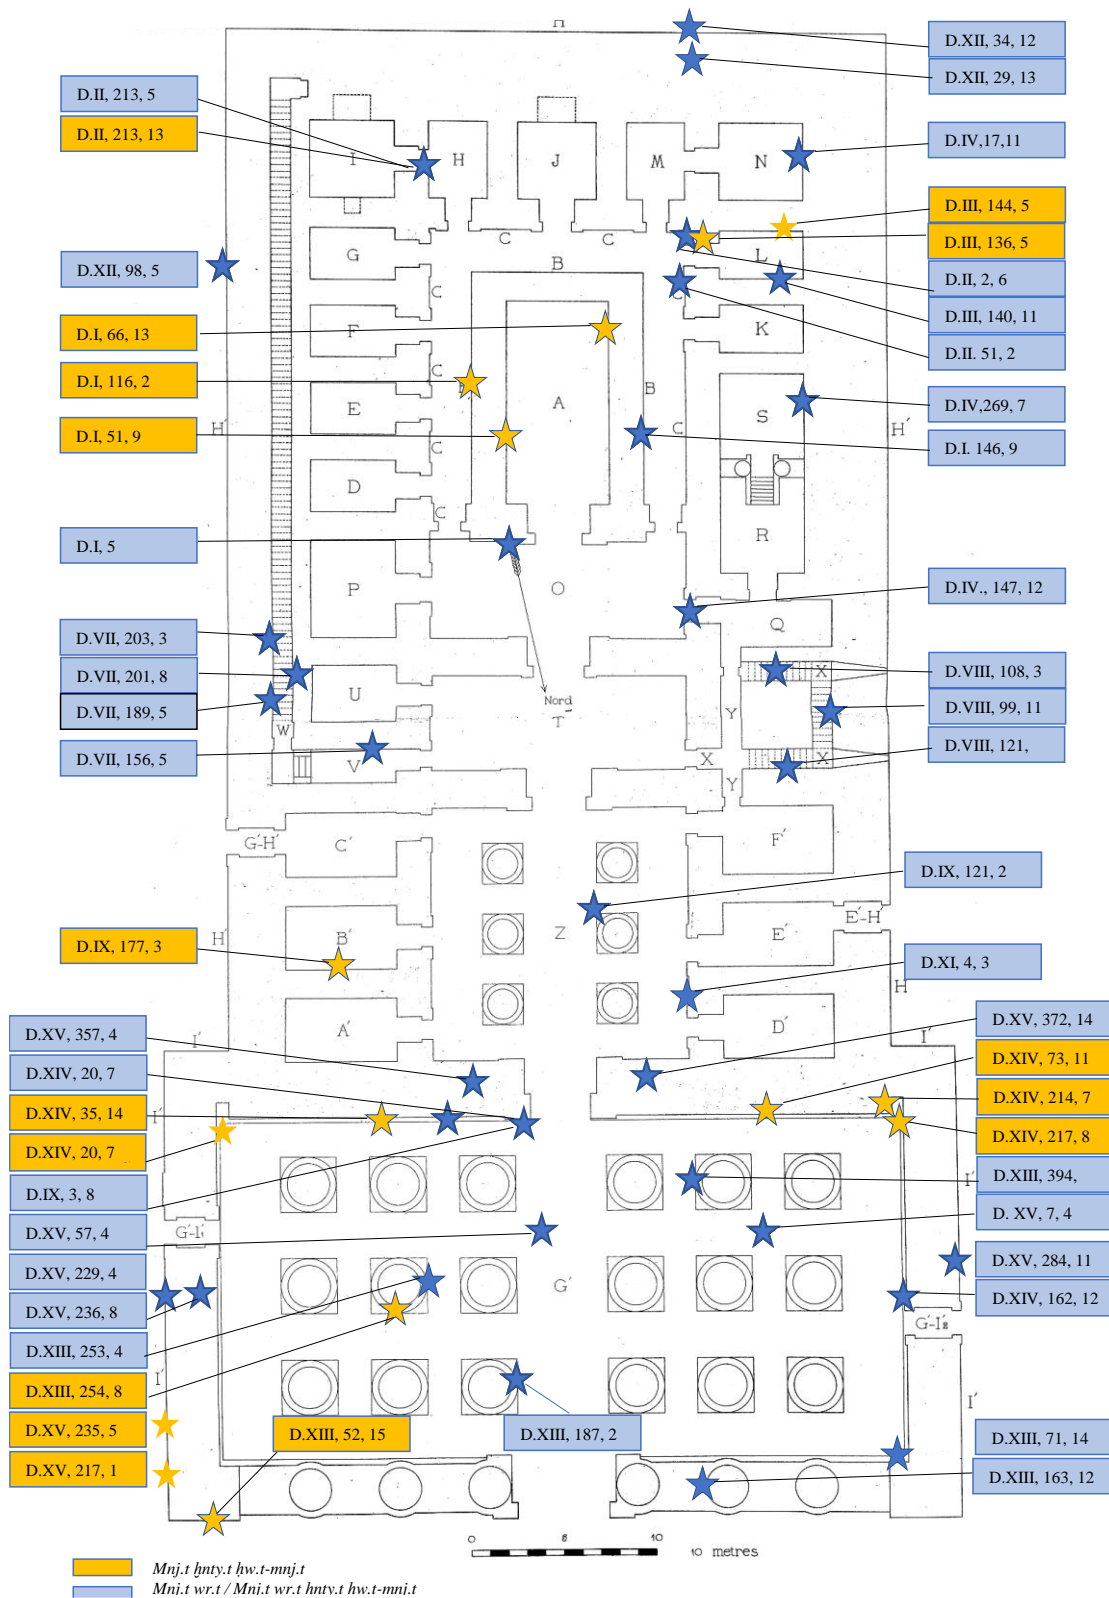 H
D.XII, 34, 12
D.XII, 29, 13
D.II, 213, 5
D.II, 213, 13
D.IV,17,11
I
H
J
M
N
D.III, 144, 5
D.III, 136, 5
D.XII, 98, 5
G
C
C
B
L
D.II, 2, 6
D.III, 140, 11
D.I, 66, 13
C
F
C
K
D.II. 51, 2
D.I, 116, 2
C
B
D.I, 51, 9
H'
E
C
A
B
C
S
H'
D.IV,269, 7
D.I. 146, 9
D
C
D.I, 5
R
P
O
D.IV., 147, 12
D.VII, 203, 3
Q
D.VII, 201, 8
U
X
D.VIII, 108, 3
D.VII, 189, 5
W
Nord
T
Y
D.VIII, 99, 11
D.VII, 156, 5
V
X
X
D.VIII, 121,
Y
G'-H'
C'
F'
D.IX, 121, 2
E'-H'
D.IX, 177, 3
H'
B'
Z
E'
D.XI, 4, 3
H
D.XV, 357, 4
I'
A'
D'
I'
D.XV, 372, 14
D.XIV, 20, 7
D.XIV, 73, 11
D.XIV, 35, 14
I'
D.XIV, 214, 7
D.XIV, 20, 7
D.XIV, 217, 8
D.IX, 3, 8
I'
D.XIII, 394,
D.XV, 57, 4
G'-I'
D. XV, 7, 4
D.XV, 229, 4
D.XV, 284, 11
D.XV, 236, 8
G'
D.XIV, 162, 12
D.XIII, 253, 4
G'-I'
D.XIII, 254, 8
I'
I'
D.XV, 235, 5
D.XIII, 52, 15
D.XIII, 187, 2
D.XIII, 71, 14
D.XV, 217, 1
D.XIII, 163, 12
0
10
10 metres
Mnj.t ḫnty.t ḥw.t-mnj.t
Mnj.t wr.t / Mnj.t wr.t ḫnty.t ḥw.t-mnj.t